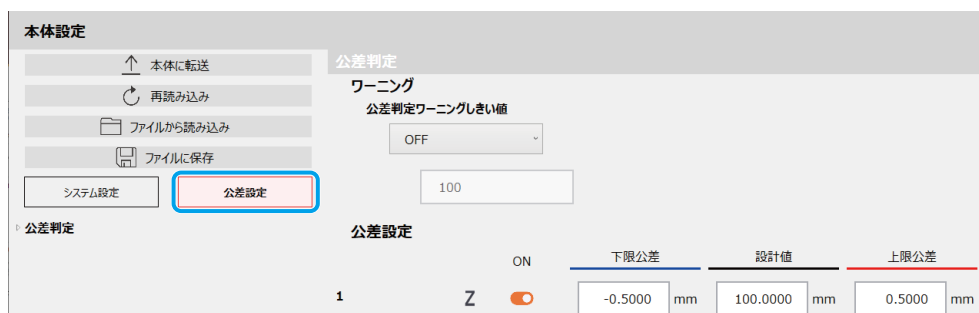 本体設定
本体に転送
再読み込み
ファイルから読み込み
ファイルに保存
システム設定
公差設定
公差判定
公差判定
ワーニング
公差判定ワーニングしきい値
OFF
100
公差設定
ON 下限公差 設計値 上限公差
1 Z -0.5000 mm 100.0000 mm 0.5000 mm